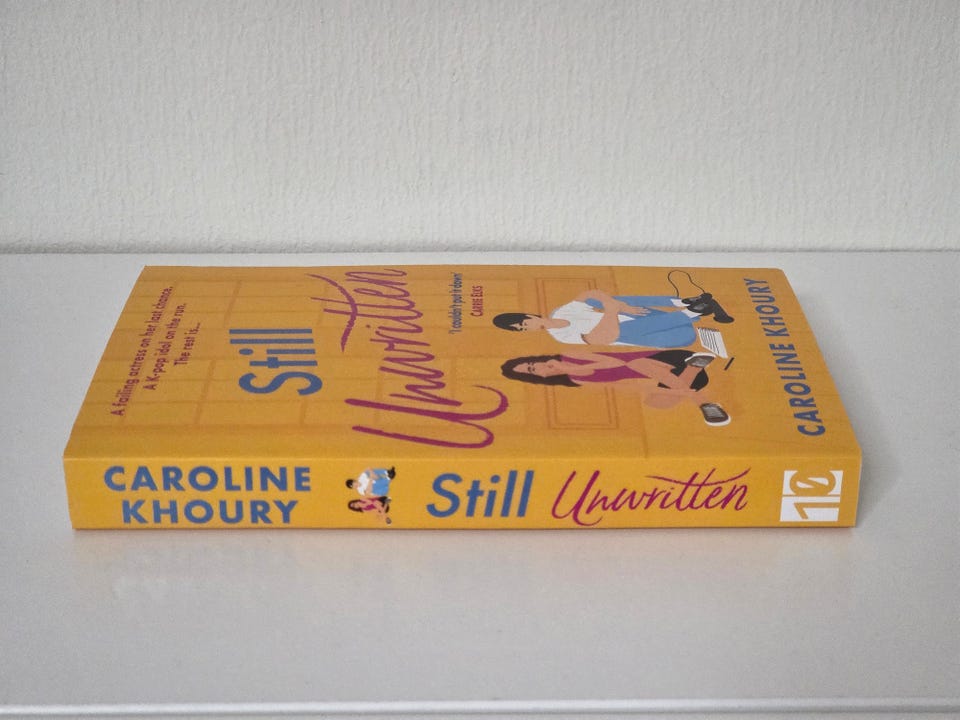 A failing actress on her last chance.
A K-pop idol on the run.
The rest is...
Still
Unwritten
'I couldn't put it down'
CARRIE ELKS
CAROLINE KHOURY
CAROLINE
KHOURY
Still Unwritten
10